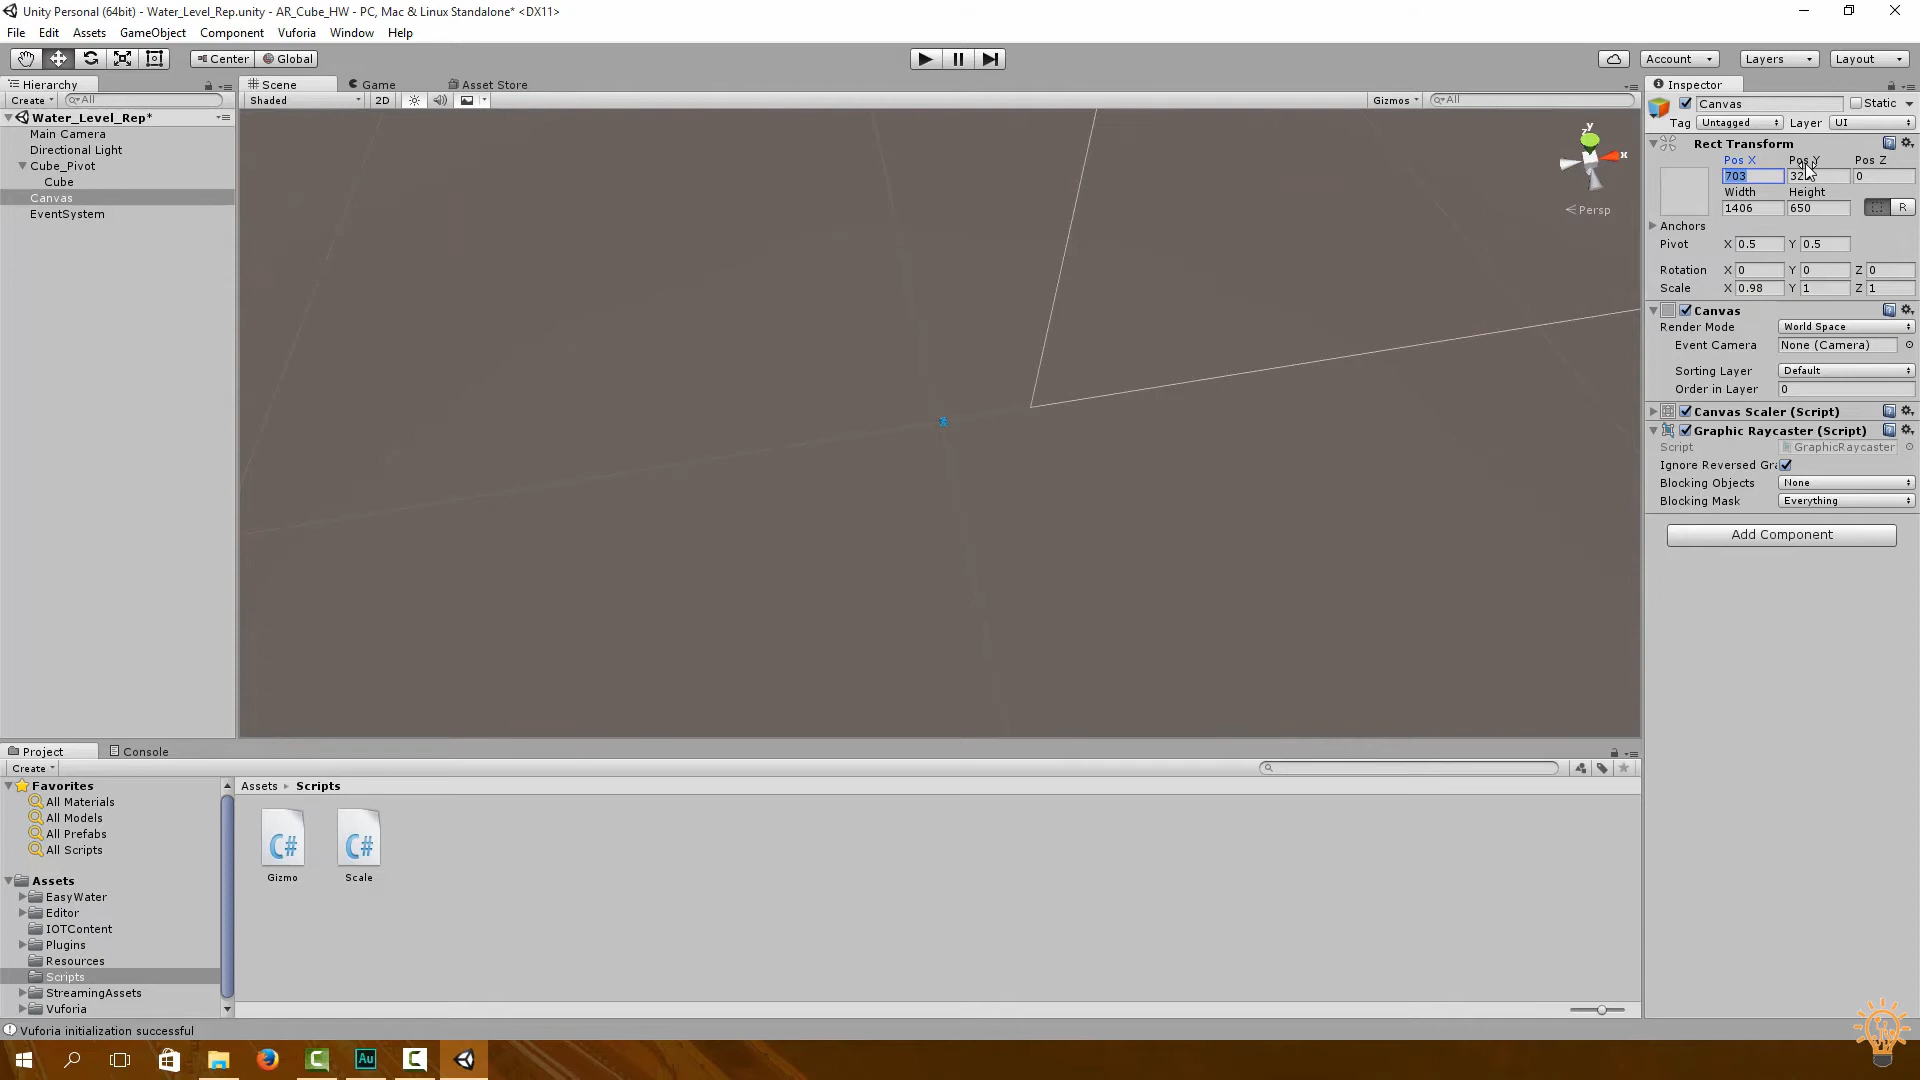 Unity Personal (64bit) - Water_Level_Rep.unity - AR_Cube_HW - PC, Mac & Linux Standalone* <DX11>
File Edit Assets GameObject Component Vuforia Window Help
Center Global Account Layers Layout
Hierarchy
Create All
Water_Level_Rep*
Main Camera
Directional Light
Cube_Pivot
Cube
Canvas
EventSystem
Scene Game Asset Store
Shaded 2D Gizmos All
y
z
x
Persp
Inspector
Canvas Static
Tag Untagged Layer UI
Rect Transform
Pos X Pos Y Pos Z
703 32 0
Width Height
1406 650 R
Anchors
Pivot X 0.5 Y 0.5
Rotation X 0 Y 0 Z 0
Scale X 0.98 Y 1 Z 1
Canvas
Render Mode World Space
Event Camera None (Camera)
Sorting Layer Default
Order in Layer 0
Canvas Scaler (Script)
Graphic Raycaster (Script)
Script GraphicRaycaster
Ignore Reversed Gra
Blocking Objects None
Blocking Mask Everything
Add Component
Project Console
Create
Favorites
All Materials
All Models
All Prefabs
All Scripts
Assets
EasyWater
Editor
IOTContent
Plugins
Resources
Scripts
StreamingAssets
Vuforia
Assets Scripts
C# C#
Gizmo Scale
Vuforia initialization successful
Au